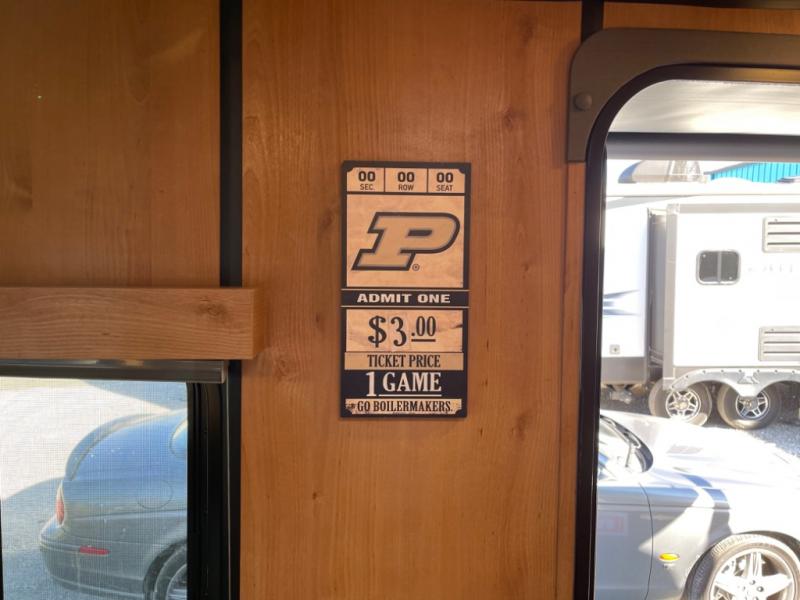 00 00 00
SEC. ROW SEAT
P®
ADMIT ONE
$3.00
TICKET PRICE
1 GAME
GO BOILERMAKERS.